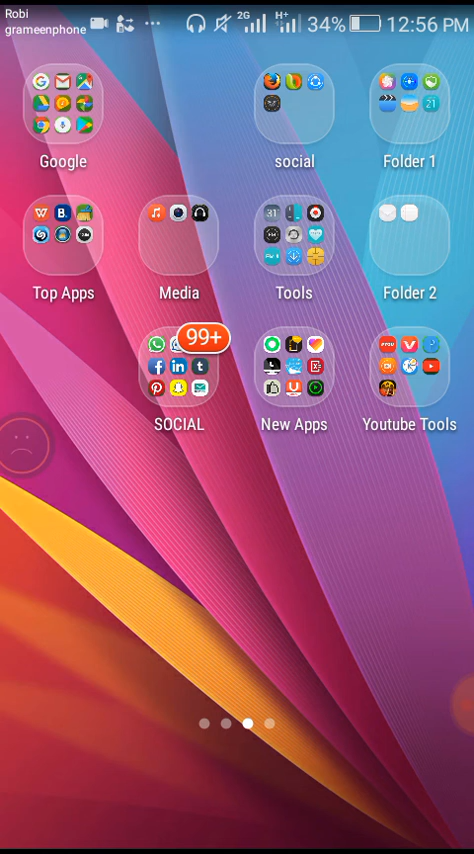 Robi
grameenphone
2G
H+
34%
12:56 PM
Google
social
Folder 1
Top Apps
Media
Tools
Folder 2
99+
SOCIAL
New Apps
Youtube Tools